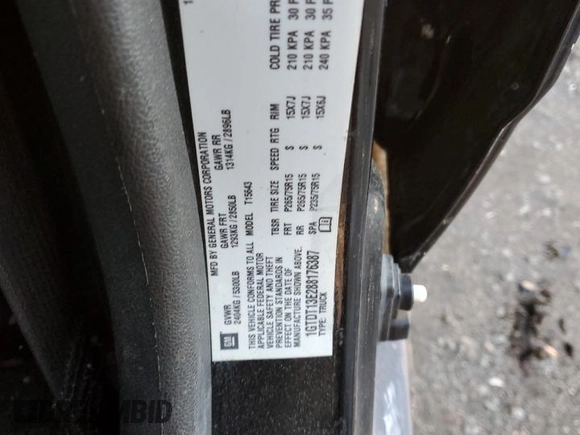 MFD BY GENERAL MOTORS CORPORATION
GVWR GAWR FRT GAWR RR
2404KG / 5300LB 1293KG / 2850LB 1314KG / 2896LB
THIS VEHICLE CONFORMS TO ALL MODEL T15643
APPLICABLE FEDERAL MOTOR
VEHICLE SAFETY AND THEFT
PREVENTION STANDARDS IN
EFFECT ON THE DATE OF
MANUFACTURE SHOWN ABOVE.
1GTDT13E288176387
TYPE: TRUCK
GM
TBSR TIRE SIZE SPEED RTG RIM COLD TIRE PR
FRT P265/75R15 S 15X7J 210 KPA 30
RR P265/75R15 S 15X7J 210 KPA 30
SPA P235/75R15 S 15X6J 240 KPA 35